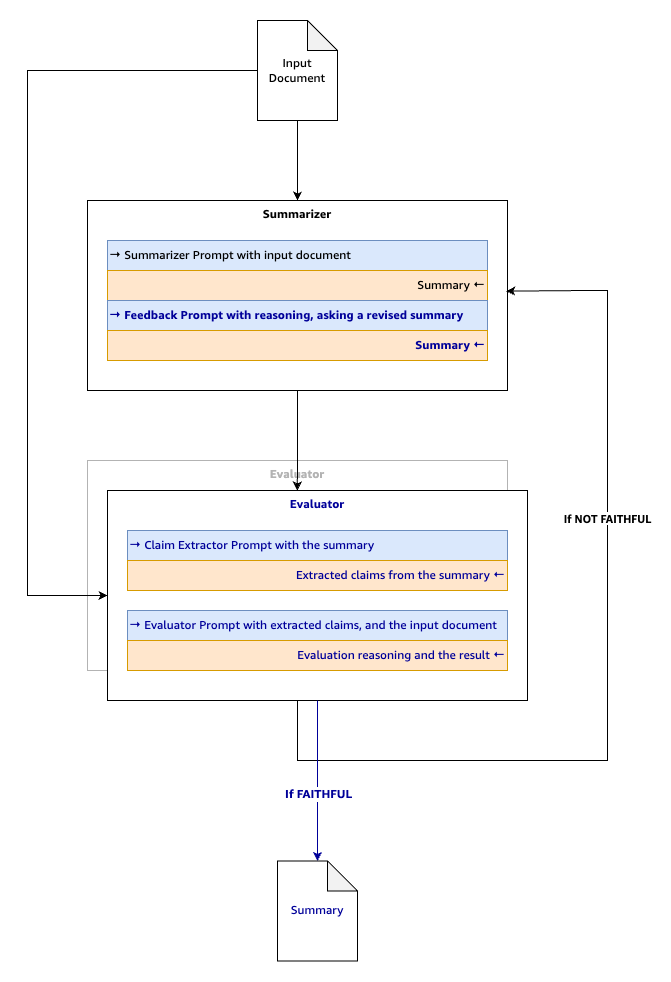 Input
Document
Summarizer
→ Summarizer Prompt with input document
Summary ←
→ Feedback Prompt with reasoning, asking a revised summary
Summary ←
Evaluator
Evaluator
→ Claim Extractor Prompt with the summary
If NOT FAITHFUL
Extracted claims from the summary ←
→ Evaluator Prompt with extracted claims, and the input document
Evaluation reasoning and the result ←
If FAITHFUL
Summary